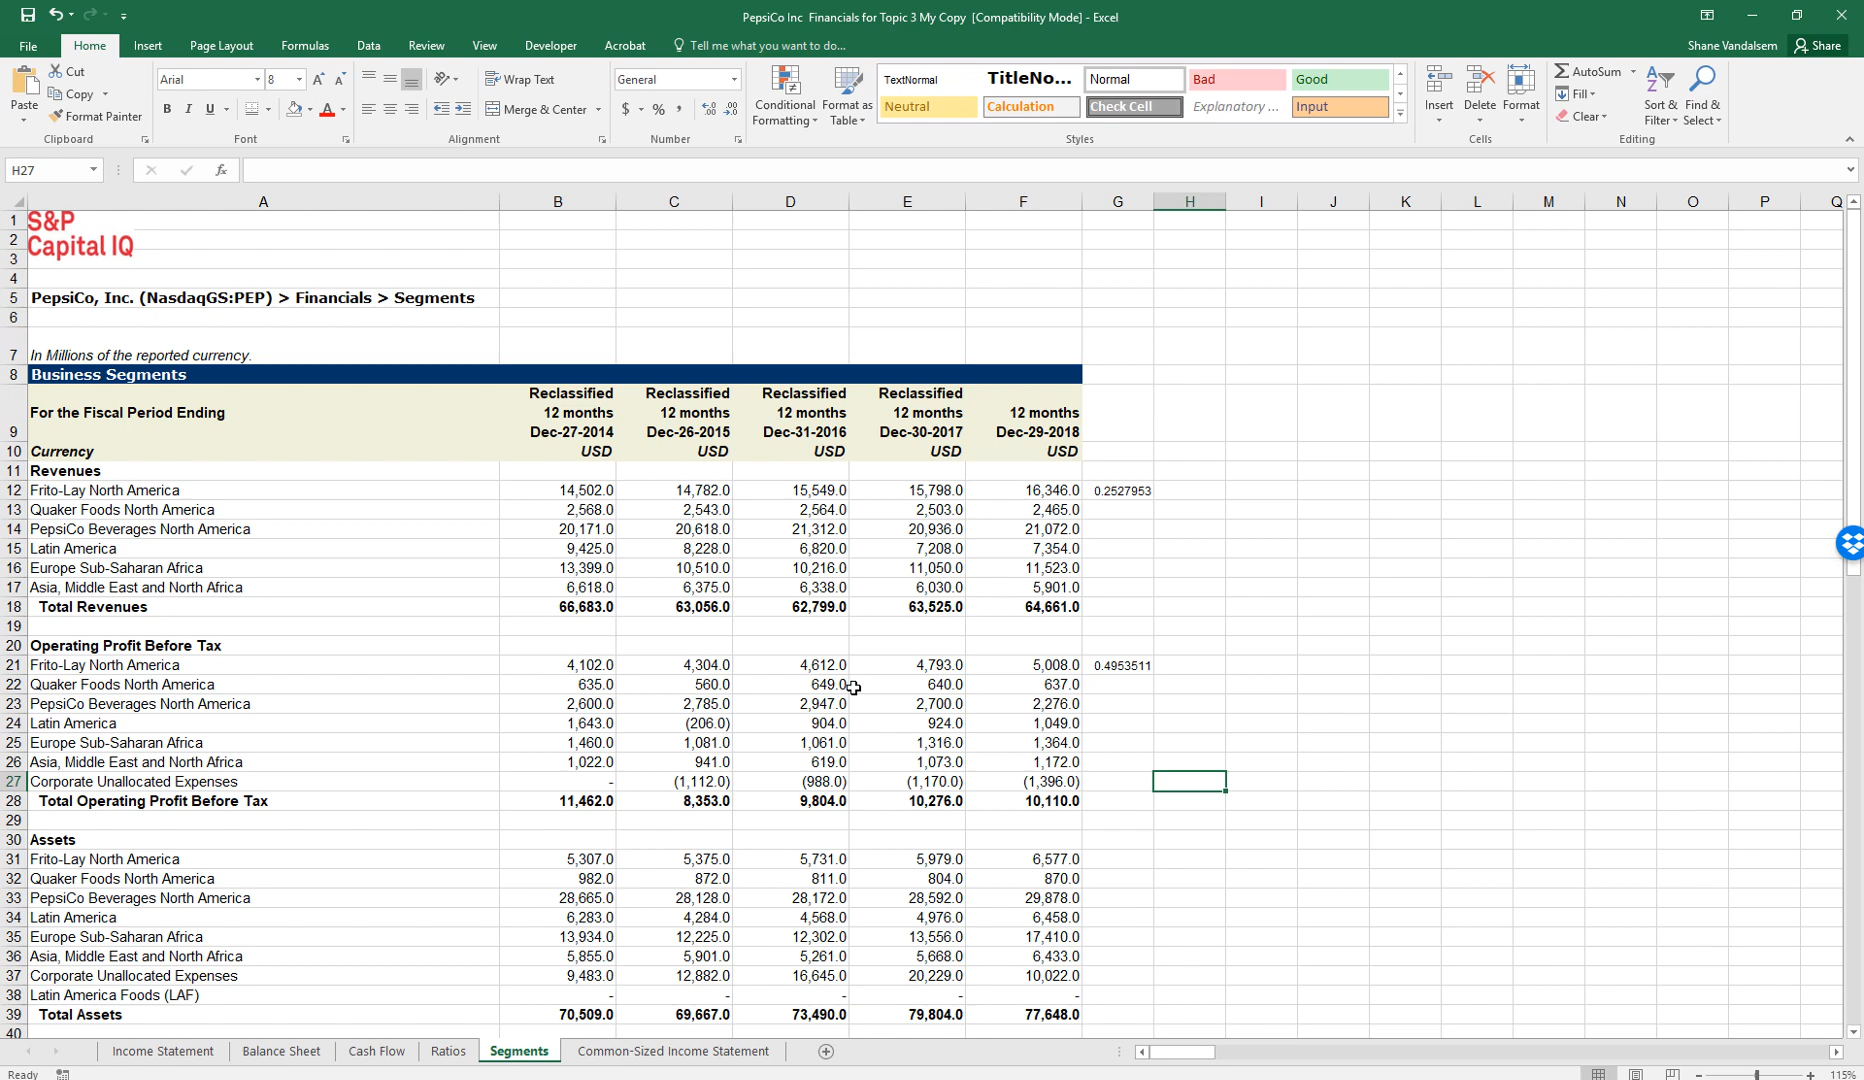 PepsiCo Inc  Financials for Topic 3 My Copy  [Compatibility Mode] - Excel
File Home Insert Page Layout Formulas Data Review View Developer Acrobat Tell me what you want to do... Shane Vandalsem Share
Paste
Cut
Copy
Format Painter
Clipboard
Arial 8
B I U
Font
Wrap Text
Merge & Center
Alignment
General
$ % ,
Number
Conditional Formatting
Format as Table
TextNormal TitleNo... Normal Bad Good
Neutral Calculation Check Cell Explanatory ... Input
Styles
Insert Delete Format
Cells
AutoSum
Fill
Clear
Sort & Filter
Find & Select
Editing
H27 fx
A B C D E F G H I J K L M N O P Q
1 S&P
2 Capital IQ
3
4
5 PepsiCo, Inc. (NasdaqGS:PEP) > Financials > Segments
6
7 In Millions of the reported currency.
8 Business Segments
Reclassified Reclassified Reclassified Reclassified
For the Fiscal Period Ending 12 months 12 months 12 months 12 months 12 months
9 Dec-27-2014 Dec-26-2015 Dec-31-2016 Dec-30-2017 Dec-29-2018
10 Currency USD USD USD USD USD
11 Revenues
12 Frito-Lay North America 14,502.0 14,782.0 15,549.0 15,798.0 16,346.0 0.2527953
13 Quaker Foods North America 2,568.0 2,543.0 2,564.0 2,503.0 2,465.0
14 PepsiCo Beverages North America 20,171.0 20,618.0 21,312.0 20,936.0 21,072.0
15 Latin America 9,425.0 8,228.0 6,820.0 7,208.0 7,354.0
16 Europe Sub-Saharan Africa 13,399.0 10,510.0 10,216.0 11,050.0 11,523.0
17 Asia, Middle East and North Africa 6,618.0 6,375.0 6,338.0 6,030.0 5,901.0
18 Total Revenues 66,683.0 63,056.0 62,799.0 63,525.0 64,661.0
19
20 Operating Profit Before Tax
21 Frito-Lay North America 4,102.0 4,304.0 4,612.0 4,793.0 5,008.0 0.4953511
22 Quaker Foods North America 635.0 560.0 649.0 640.0 637.0
23 PepsiCo Beverages North America 2,600.0 2,785.0 2,947.0 2,700.0 2,276.0
24 Latin America 1,643.0 (206.0) 904.0 924.0 1,049.0
25 Europe Sub-Saharan Africa 1,460.0 1,081.0 1,061.0 1,316.0 1,364.0
26 Asia, Middle East and North Africa 1,022.0 941.0 619.0 1,073.0 1,172.0
27 Corporate Unallocated Expenses - (1,112.0) (988.0) (1,170.0) (1,396.0)
28 Total Operating Profit Before Tax 11,462.0 8,353.0 9,804.0 10,276.0 10,110.0
29
30 Assets
31 Frito-Lay North America 5,307.0 5,375.0 5,731.0 5,979.0 6,577.0
32 Quaker Foods North America 982.0 872.0 811.0 804.0 870.0
33 PepsiCo Beverages North America 28,665.0 28,128.0 28,172.0 28,592.0 29,878.0
34 Latin America 6,283.0 4,284.0 4,568.0 4,976.0 6,458.0
35 Europe Sub-Saharan Africa 13,934.0 12,225.0 12,302.0 13,556.0 17,410.0
36 Asia, Middle East and North Africa 5,855.0 5,901.0 5,261.0 5,668.0 6,433.0
37 Corporate Unallocated Expenses 9,483.0 12,882.0 16,645.0 20,229.0 10,022.0
38 Latin America Foods (LAF) - - - - -
39 Total Assets 70,509.0 69,667.0 73,490.0 79,804.0 77,648.0
40
Income Statement Balance Sheet Cash Flow Ratios Segments Common-Sized Income Statement
Ready 115%